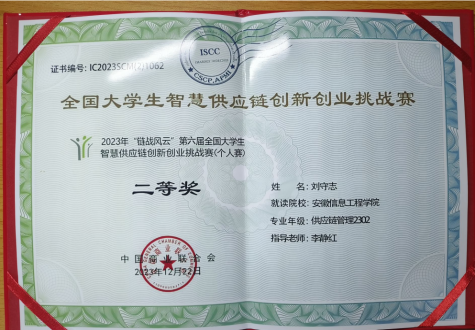 ISCC
CSCP, APMI
证书编号: IC2023SCM
1062
全国大学生智慧供应链创新创业挑战赛
2023年“链战风云”第六届全国大学生
智慧供应链创新创业挑战赛(个人赛)
二等奖
姓 名: 刘守志
就读院校: 安徽信息工程学院
专业年级: 供应链管理2302
指导老师: 李静红
中国商业联合会
2023年12月22日